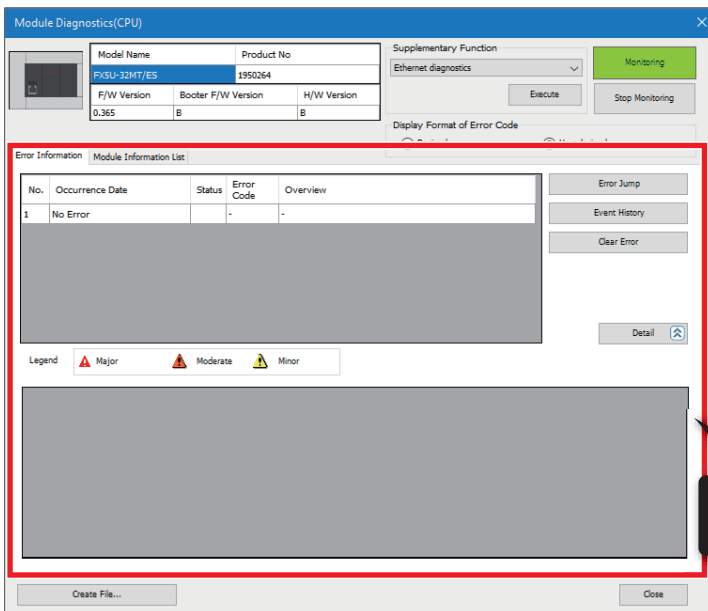 Module Diagnostics(CPU)
Model Name Product No
FX5U-32MT/ES 1950264
F/W Version Booter F/W Version H/W Version
0.365 B B
Supplementary Function
Ethernet diagnostics
Execute
Monitoring
Stop Monitoring
Display Format of Error Code
Error Information Module Information List
No. Occurrence Date Status Error Code Overview
1 No Error - -
Error Jump
Event History
Clear Error
Detail
Legend Major Moderate Minor
Create File... Close